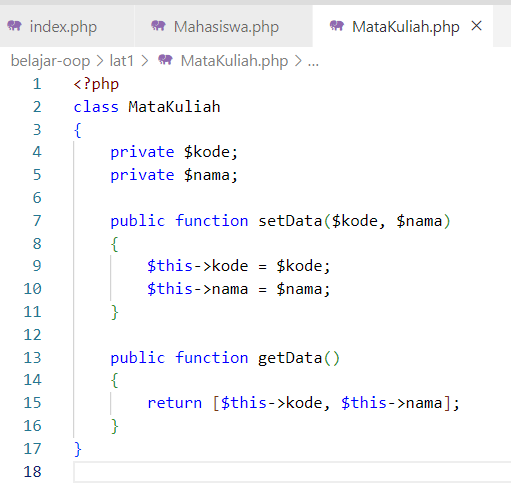 index.php Mahasiswa.php MataKuliah.php ×
belajar-oop > lat1 > MataKuliah.php > ...
1 <?php
2 class MataKuliah
3 {
4     private $kode;
5     private $nama;
6
7     public function setData($kode, $nama)
8     {
9         $this->kode = $kode;
10         $this->nama = $nama;
11     }
12
13     public function getData()
14     {
15         return [$this->kode, $this->nama];
16     }
17 }
18